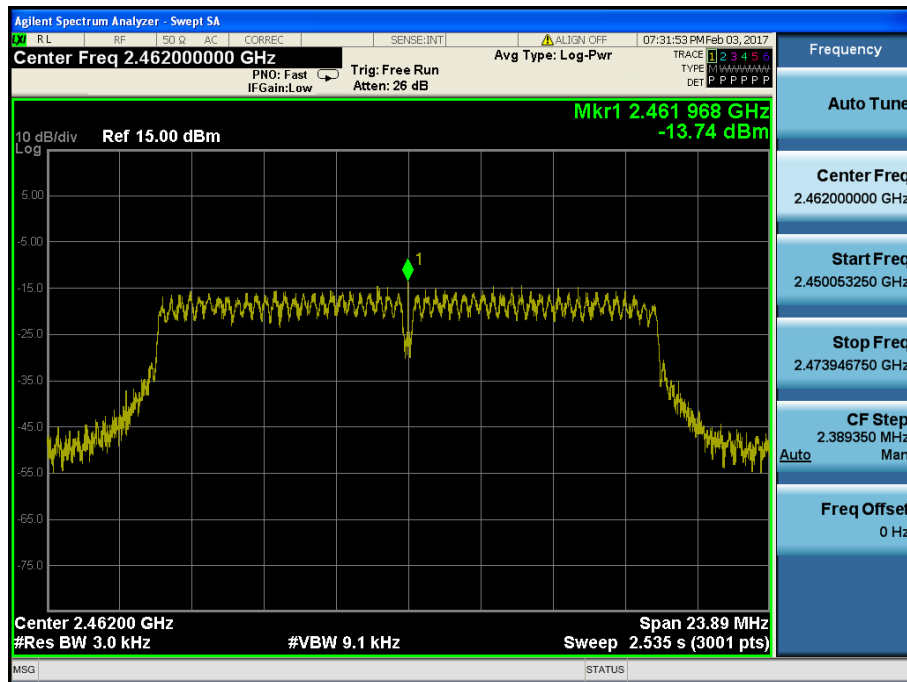 Agilent Spectrum Analyzer - Swept SA
LXI RL RF 50 Ω AC CORREC SENSE:INT ALIGN OFF 07:31:53 PM Feb 03, 2017
Center Freq 2.462000000 GHz
PNO: Fast
IFGain:Low
Trig: Free Run
Atten: 26 dB
Avg Type: Log-Pwr
TRACE 1 2 3 4 5 6
TYPE M W W W W W
DET P P P P P P
Mkr1 2.461 968 GHz
-13.74 dBm
10 dB/div Ref 15.00 dBm
Log
5.00
-5.00
-15.0
-25.0
-35.0
-45.0
-55.0
-65.0
-75.0
1
Center 2.46200 GHz Span 23.89 MHz
#Res BW 3.0 kHz #VBW 9.1 kHz Sweep 2.535 s (3001 pts)
MSG STATUS
Frequency
Auto Tune
Center Freq
2.462000000 GHz
Start Freq
2.450053250 GHz
Stop Freq
2.473946750 GHz
CF Step
2.389350 MHz
Auto Man
Freq Offset
0 Hz